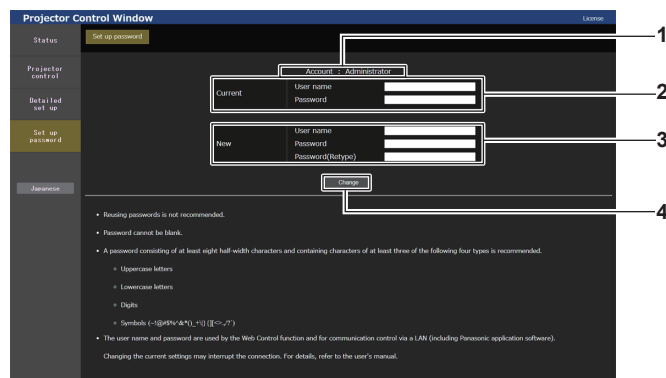 Projector Control Window
License
Status
Set up password
1
Projector
control
Account : Administrator
Current
User name
Password
2
Detailed
set up
Set up
password
New
User name
Password
Password(Retype)
3
Change
Japanese
4
• Reusing passwords is not recommended.
• Password cannot be blank.
• A password consisting of at least eight half-width characters and containing characters of at least three of the following four types is recommended.
Uppercase letters
Lowercase letters
Digits
Symbols (~!@#$%^&*()_+\|}{][<>.,/?`)
• The user name and password are used by the Web Control function and for communication control via a LAN (including Panasonic application software).
Changing the current settings may interrupt the connection. For details, refer to the user's manual.